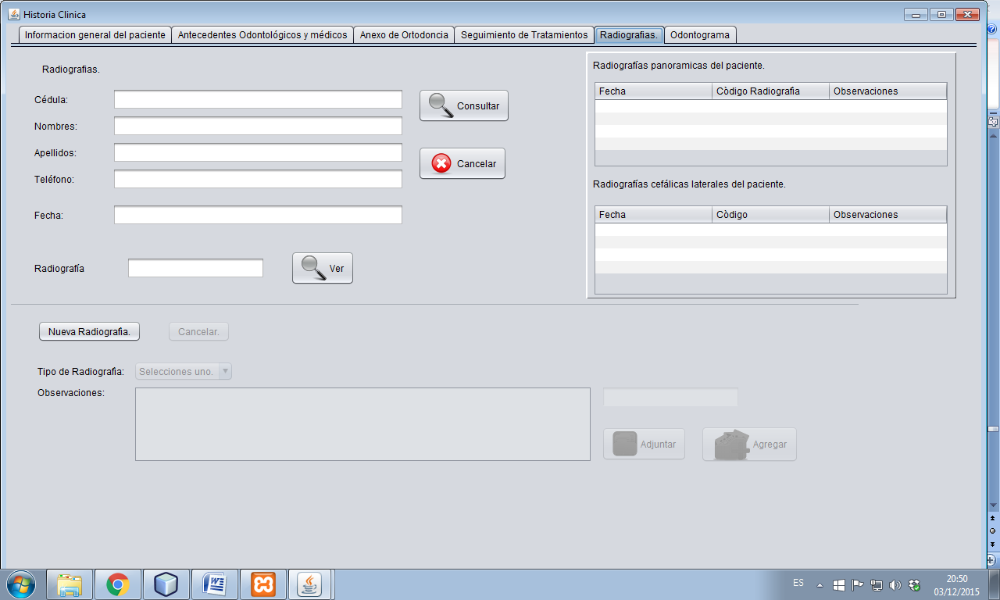 Historia Clinica
Informacion general del paciente
Antecedentes Odontológicos y médicos
Anexo de Ortodoncia
Seguimiento de Tratamientos
Radiografias.
Odontograma
Radiografias.
Cédula:
Consultar
Nombres:
Apellidos:
Cancelar
Teléfono:
Fecha:
Radiografía
Ver
Radiografías panoramicas del paciente.
Fecha Còdigo Radiografia Observaciones
Radiografías cefálicas laterales del paciente.
Fecha Còdigo Observaciones
Nueva Radiografia.
Cancelar.
Tipo de Radiografia:
Selecciones uno.
Observaciones:
Adjuntar
Agregar
ES
20:50
03/12/2015